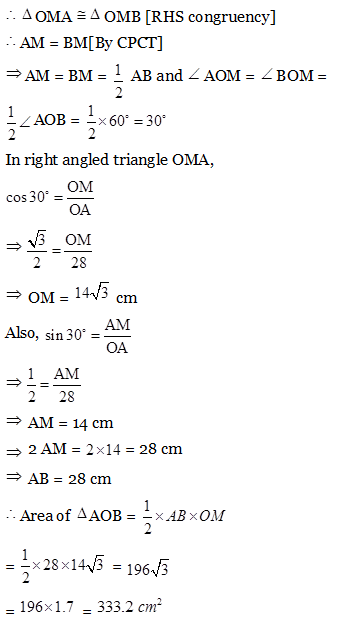 ∴ Δ OMA ≅ Δ OMB [RHS congruency]
∴ AM = BM[By CPCT]
⇒ AM = BM = 1/2 AB and ∠ AOM = ∠ BOM =
1/2 ∠ AOB = 1/2 × 60° = 30°
In right angled triangle OMA,
cos 30° = OM/OA
⇒ √3/2 = OM/28
⇒ OM = 14√3 cm
Also, sin 30° = AM/OA
⇒ 1/2 = AM/28
⇒ AM = 14 cm
⇒ 2 AM = 2×14 = 28 cm
⇒ AB = 28 cm
∴ Area of Δ AOB = 1/2 × AB × OM
= 1/2 × 28 × 14√3 = 196√3
= 196×1.7 = 333.2 cm²